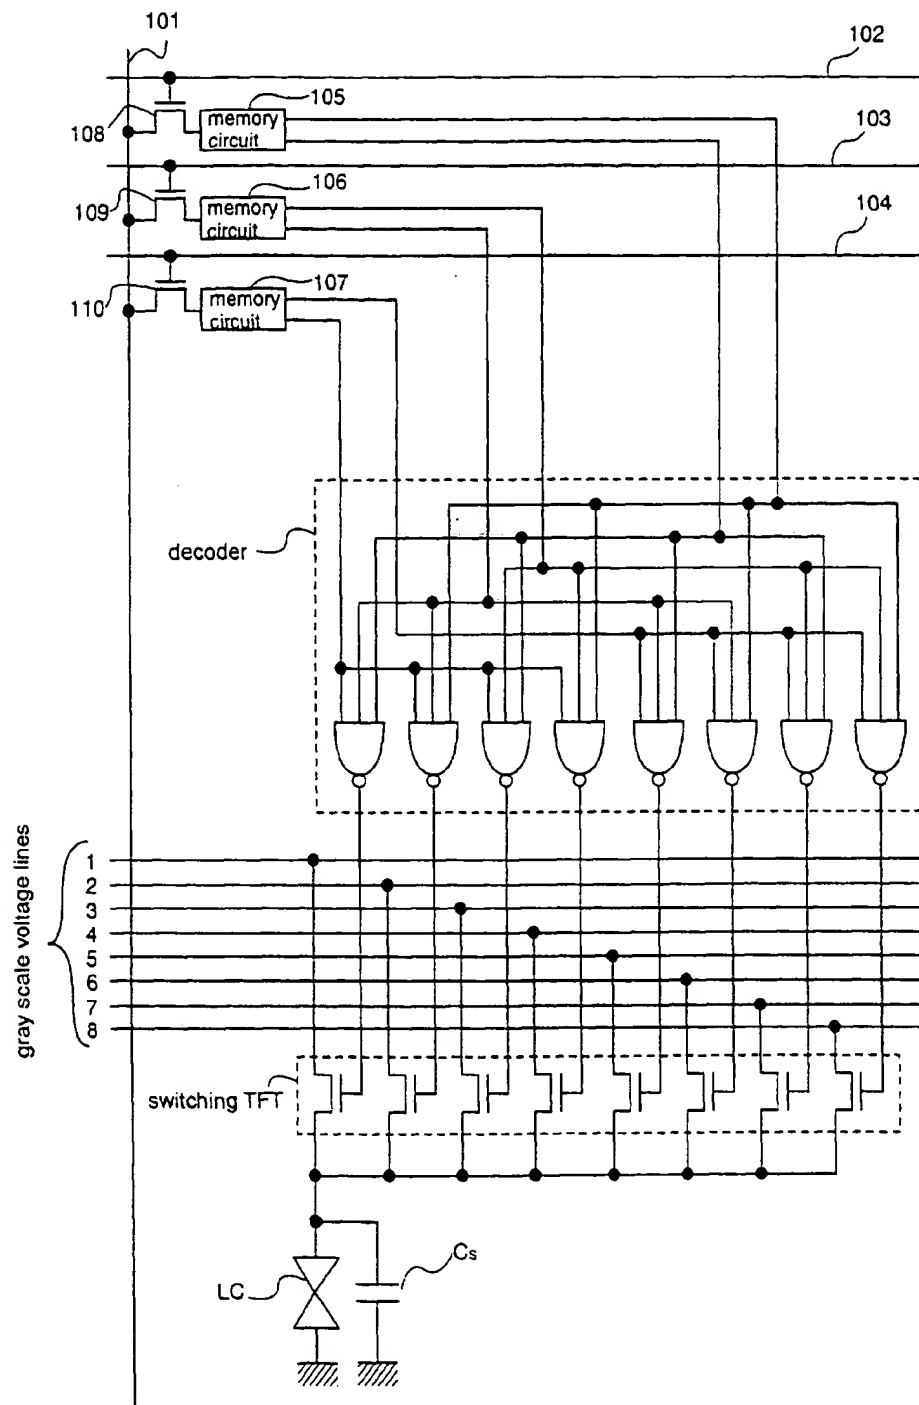 101
102
105
memory
circuit
108
103
106
memory
circuit
109
104
107
memory
circuit
110
decoder
gray scale voltage lines
1
2
3
4
5
6
7
8
switching TFT
LC
Cs